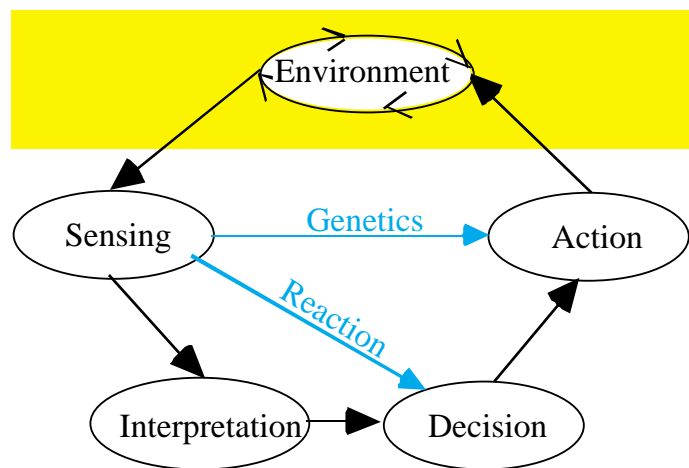 Environment
Genetics
Sensing
Action
Reaction
Interpretation
Decision